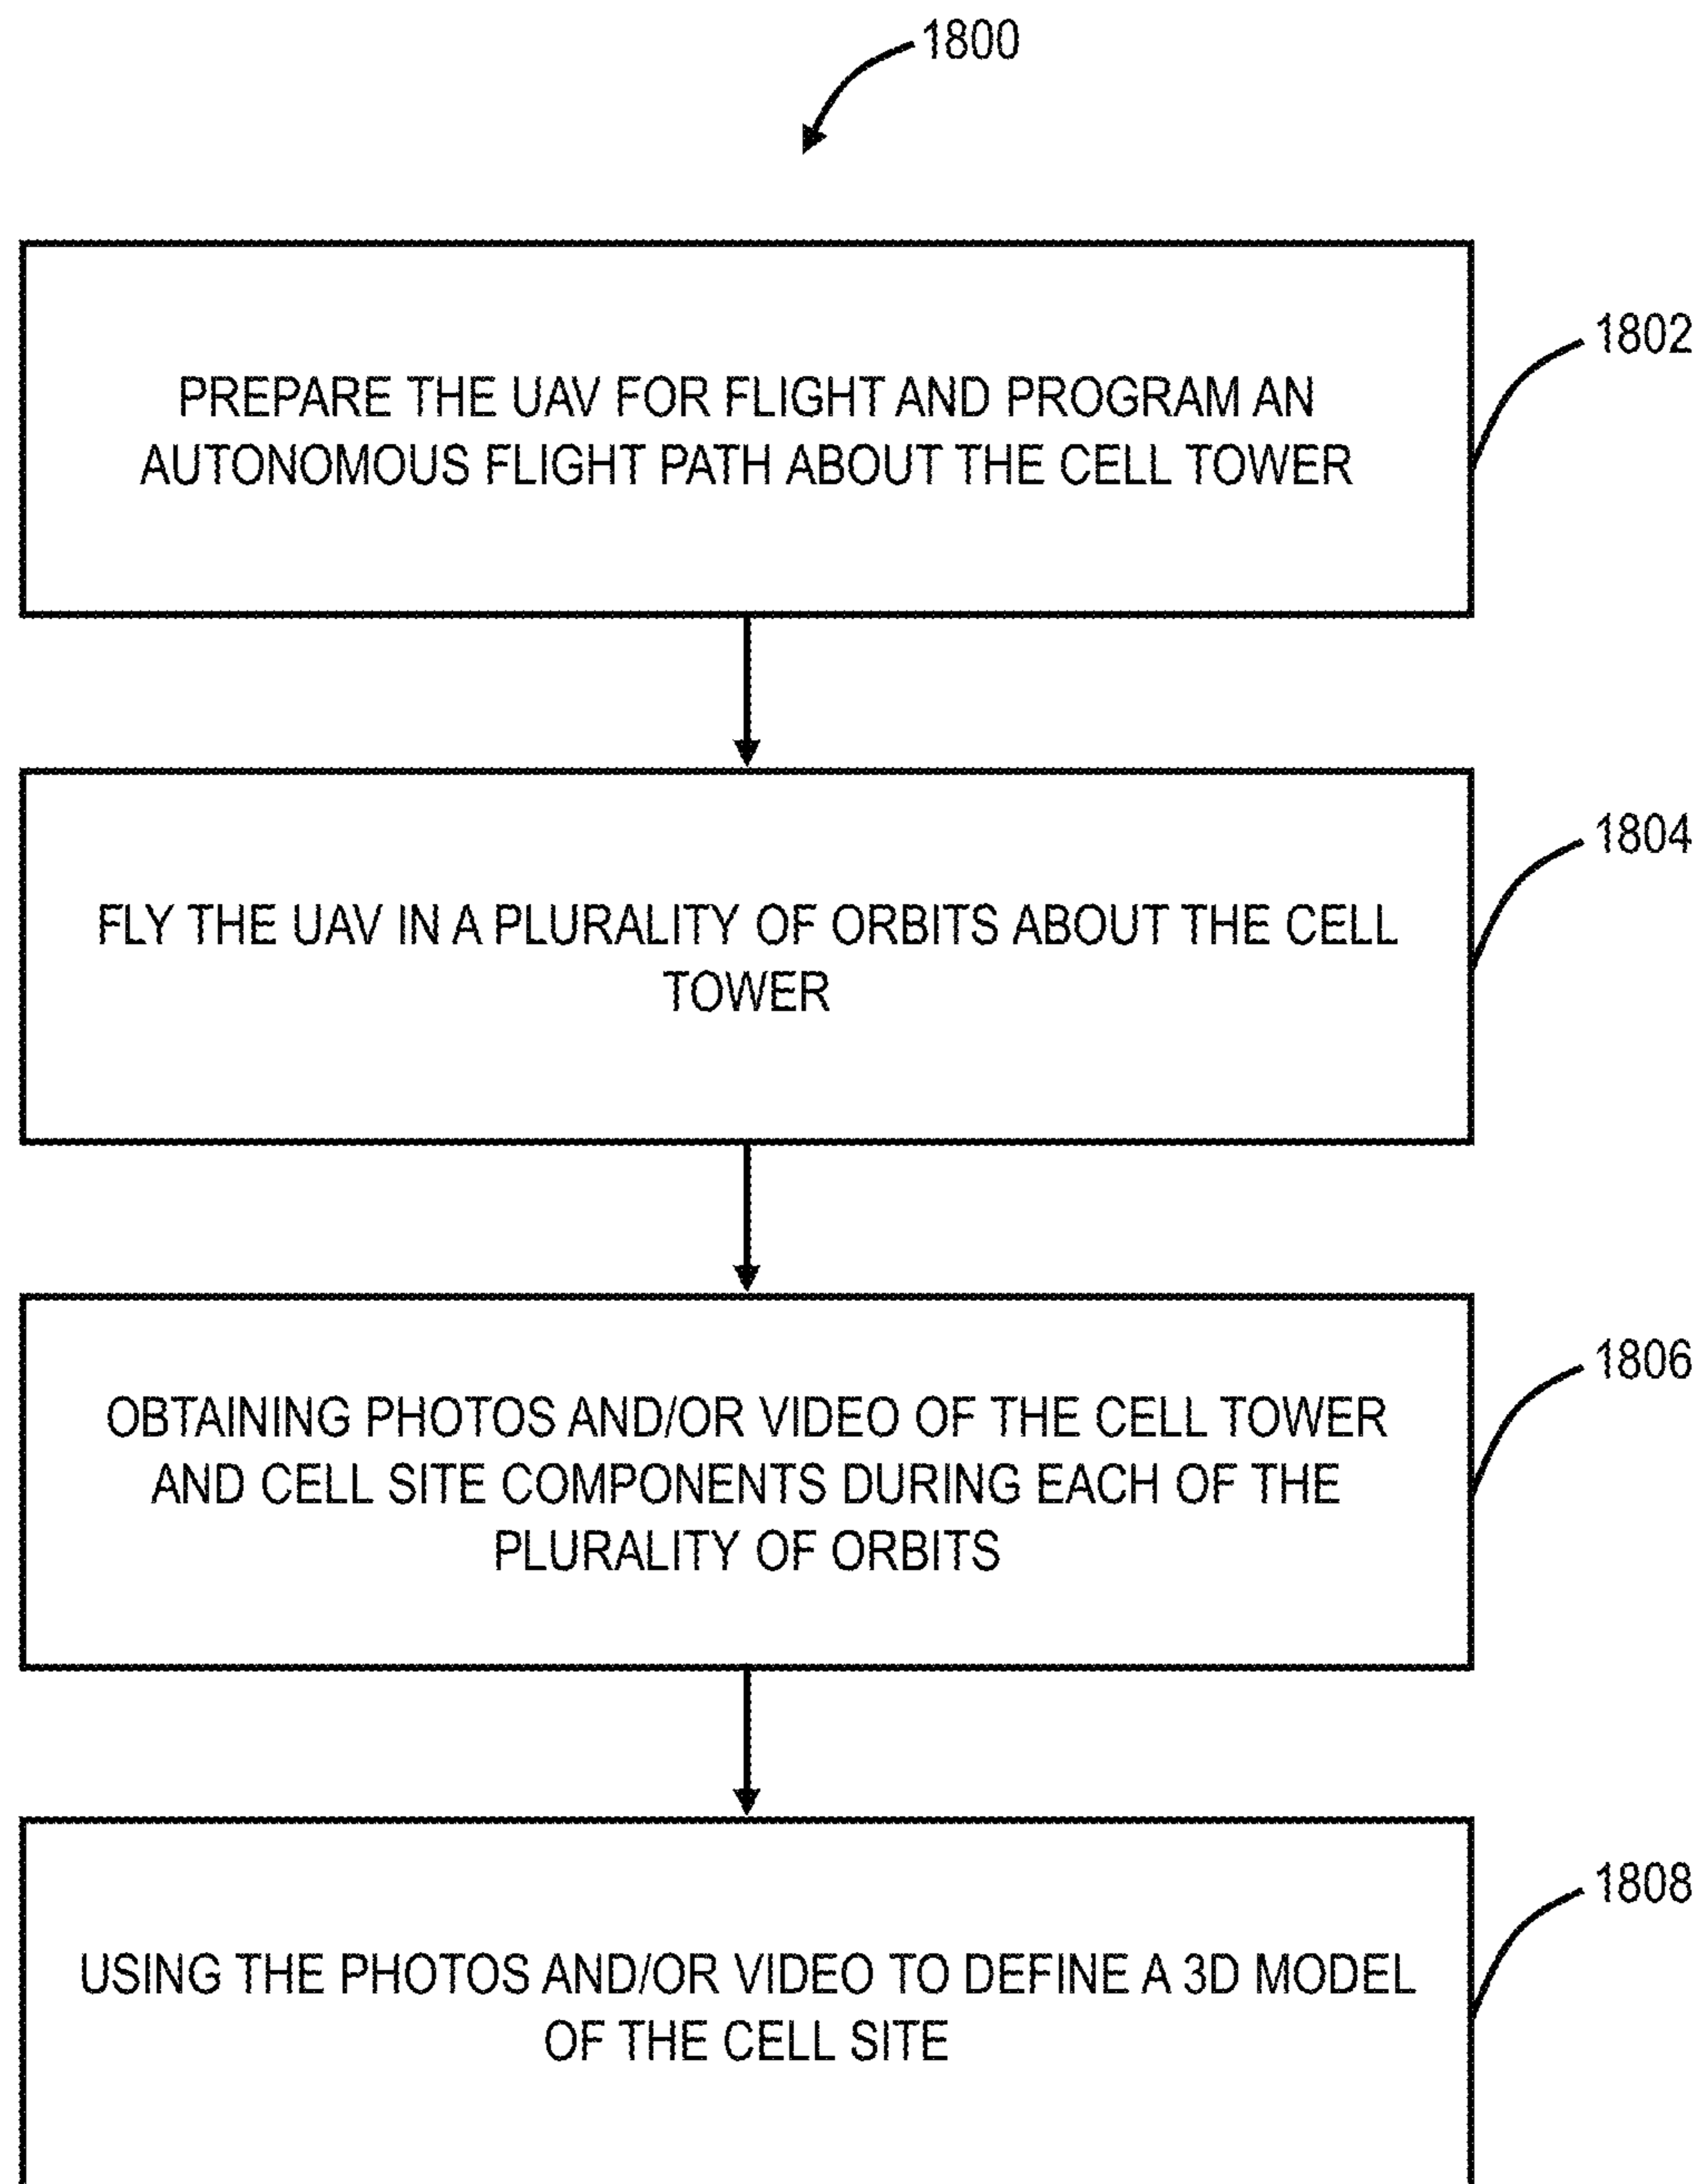 1800
1802
PREPARE THE UAV FOR FLIGHT AND PROGRAM AN
AUTONOMOUS FLIGHT PATH ABOUT THE CELL TOWER
1804
FLY THE UAV IN A PLURALITY OF ORBITS ABOUT THE CELL
TOWER
1806
OBTAINING PHOTOS AND/OR VIDEO OF THE CELL TOWER
AND CELL SITE COMPONENTS DURING EACH OF THE
PLURALITY OF ORBITS
1808
USING THE PHOTOS AND/OR VIDEO TO DEFINE A 3D MODEL
OF THE CELL SITE